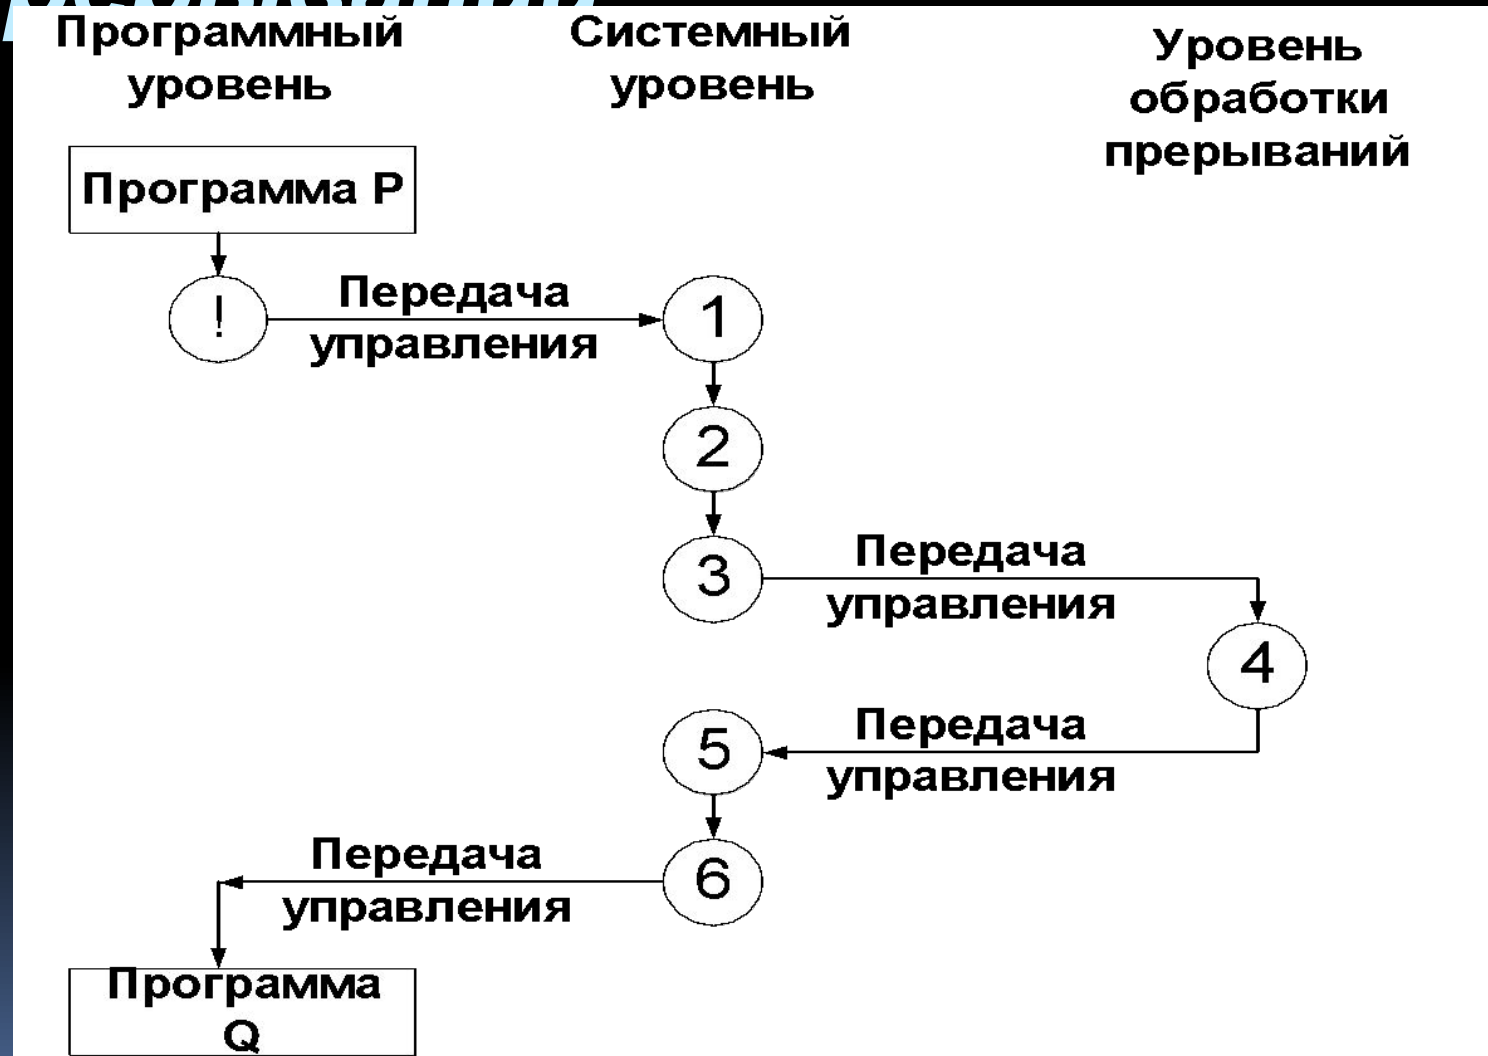 Программный
уровень
Системный
уровень
Уровень
обработки
прерываний
Программа P
!
Передача
управления
1
2
3
Передача
управления
4
Передача
управления
5
Передача
управления
6
Программа
Q